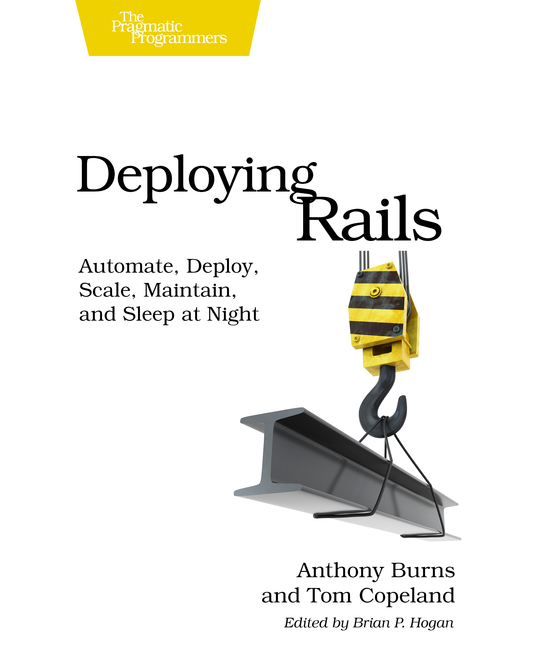 The
Pragmatic
Programmers
Deploying
Rails
Automate, Deploy,
Scale, Maintain,
and Sleep at Night
Anthony Burns
and Tom Copeland
Edited by Brian P. Hogan